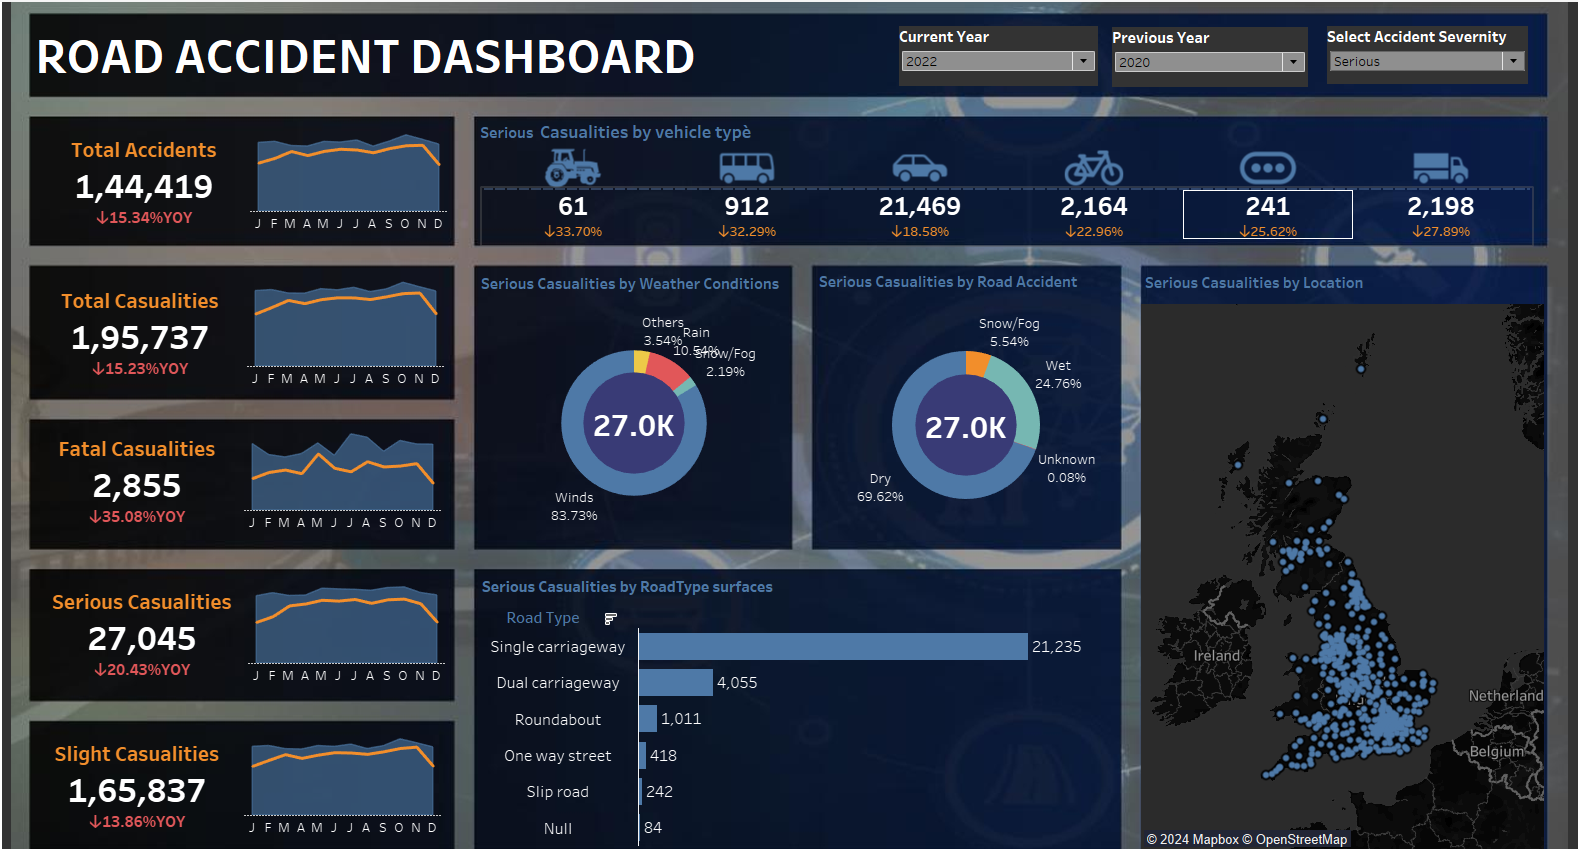 ROAD ACCIDENT DASHBOARD
Current Year
2022
Previous Year
2020
Select Accident Severnity
Serious
Total Accidents
1,44,419
↓15.34%YOY
J F M A M J J A S O N D
Serious Casualities by vehicle typè
61
↓33.70%
912
↓32.29%
21,469
↓18.58%
2,164
↓22.96%
241
↓25.62%
2,198
↓27.89%
Total Casualities
1,95,737
↓15.23%YOY
J F M A M J J A S O N D
Fatal Casualities
2,855
↓35.08%YOY
J F M A M J J A S O N D
Serious Casualities
27,045
↓20.43%YOY
J F M A M J J A S O N D
Slight Casualities
1,65,837
↓13.86%YOY
J F M A M J J A S O N D
Serious Casualities by Weather Conditions
Others
3.54%
Rain
10.54%
Snow/Fog
2.19%
27.0K
Winds
83.73%
Serious Casualities by Road Accident
Snow/Fog
5.54%
Wet
24.76%
27.0K
Unknown
0.08%
Dry
69.62%
Serious Casualities by RoadType surfaces
Road Type
Single carriageway 21,235
Dual carriageway 4,055
Roundabout 1,011
One way street 418
Slip road 242
Null 84
Serious Casualities by Location
Ireland
Netherland
Belgium
© 2024 Mapbox © OpenStreetMap